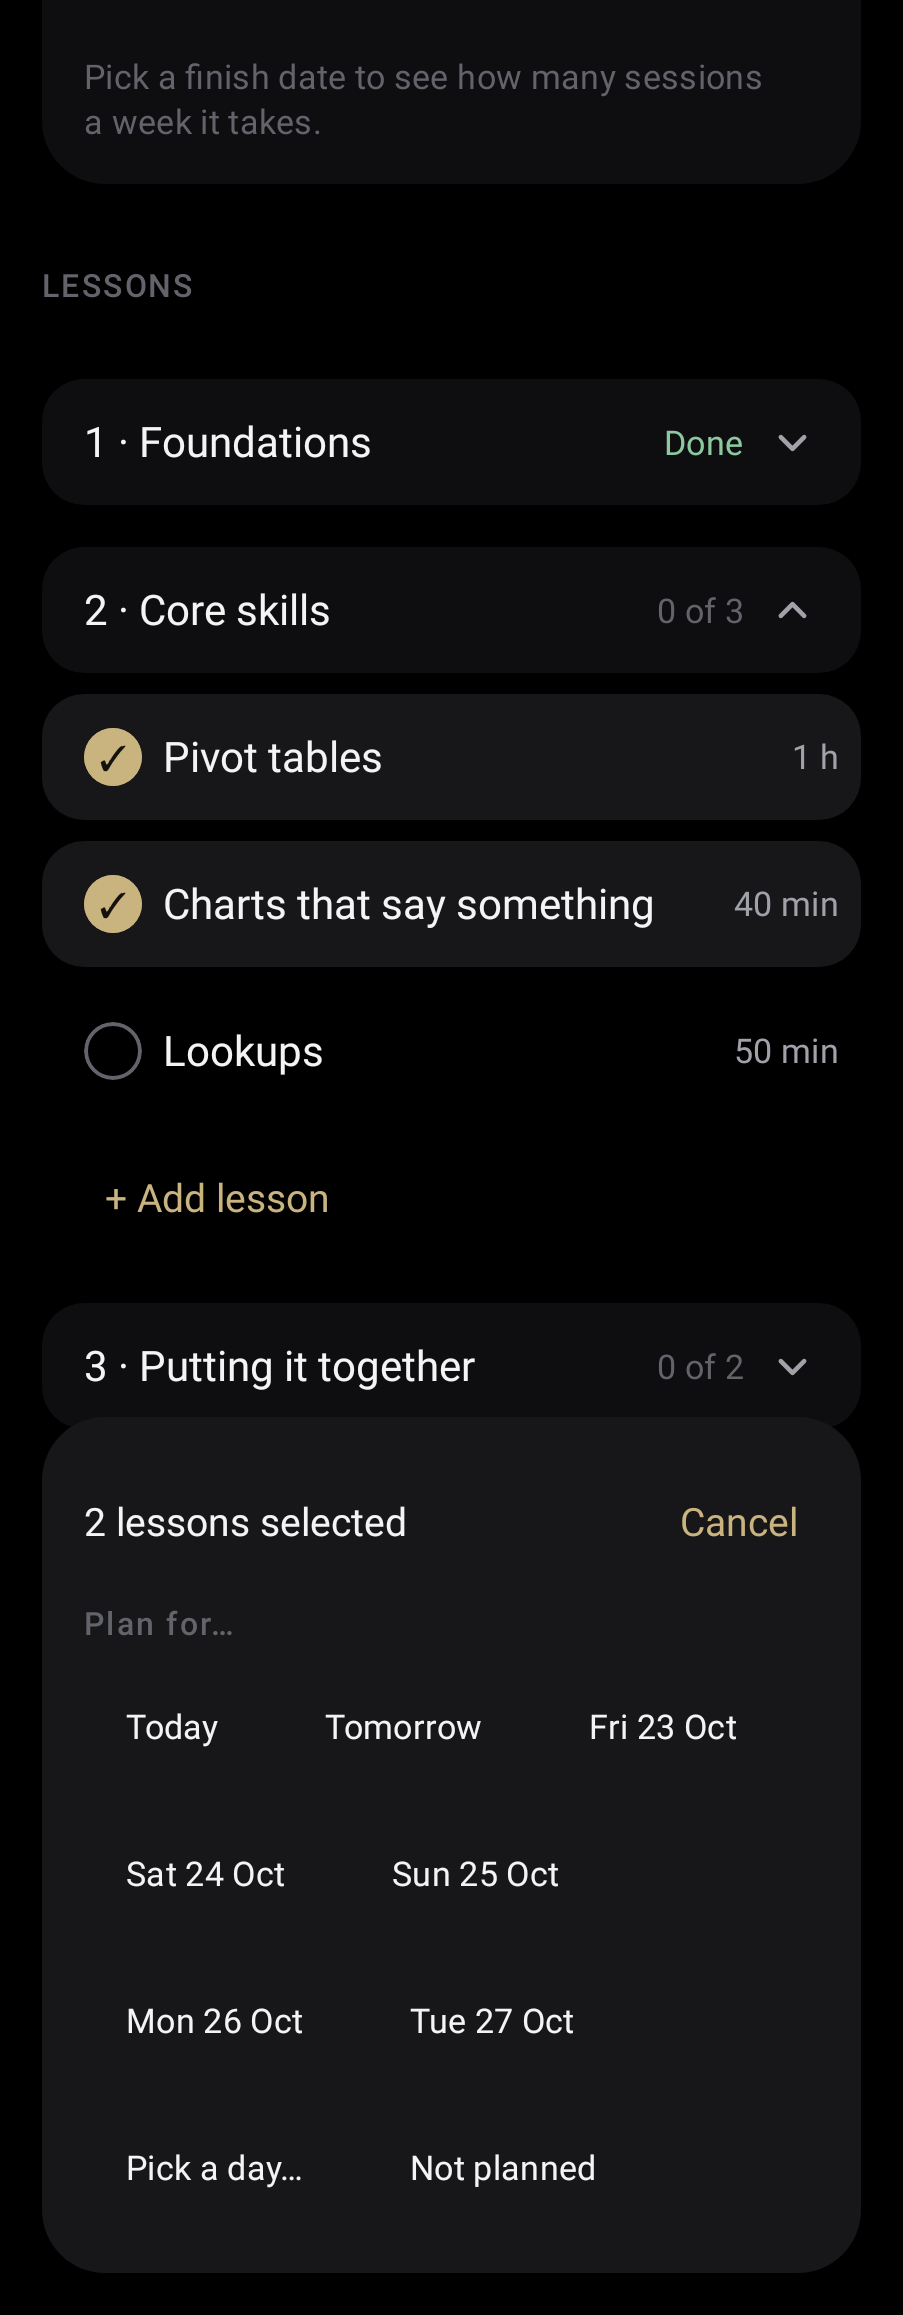 Pick a finish date to see how many sessions
a week it takes.
LESSONS
1 · Foundations Done
2 · Core skills 0 of 3
✓ Pivot tables 1 h
✓ Charts that say something 40 min
Lookups 50 min
+ Add lesson
3 · Putting it together 0 of 2
2 lessons selected Cancel
Plan for…
Today Tomorrow Fri 23 Oct
Sat 24 Oct Sun 25 Oct
Mon 26 Oct Tue 27 Oct
Pick a day… Not planned